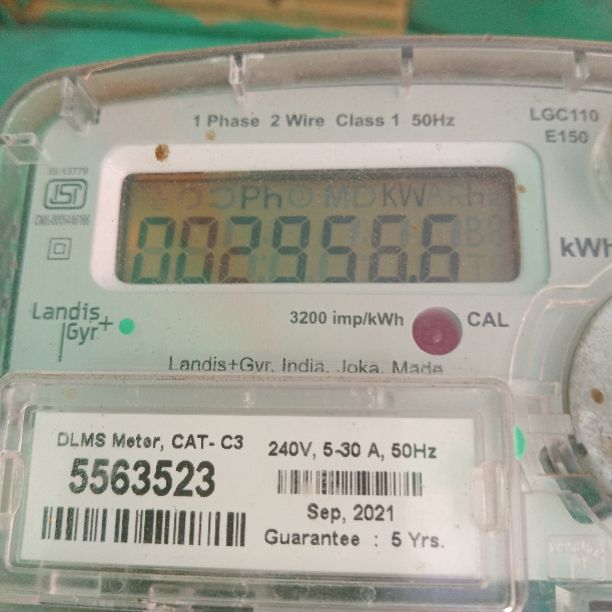 1 Phase 2 Wire Class 1 50Hz
LGC110
E150
IS:13779
ISI
002956.6
kWh
Landis
Gyr+
3200 imp/kWh
CAL
Landis+Gyr, India, Joka, Made
DLMS Meter, CAT- C3
5563523
240V, 5-30 A, 50Hz
Sep, 2021
Guarantee : 5 Yrs.